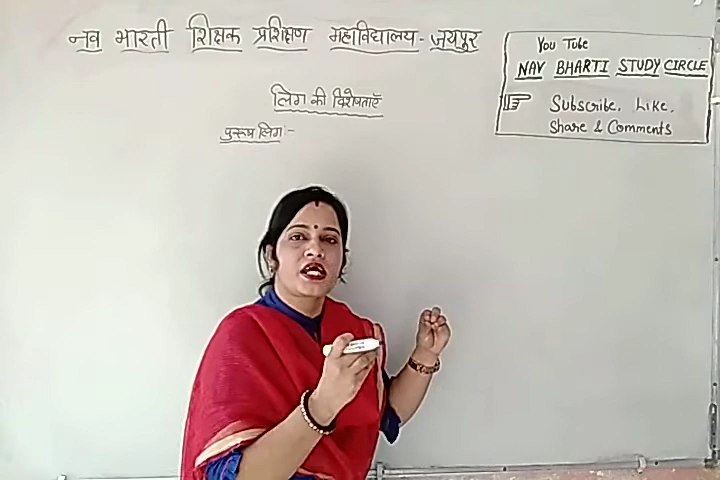 नव भारती शिक्षक प्रशिक्षण महाविद्यालय - जयपुर
You Tube
NAV BHARTI STUDY CIRCLE
Subscribe, Like,
Share & Comments
लिंग की विशेषताएँ
पुरूष लिंग :-